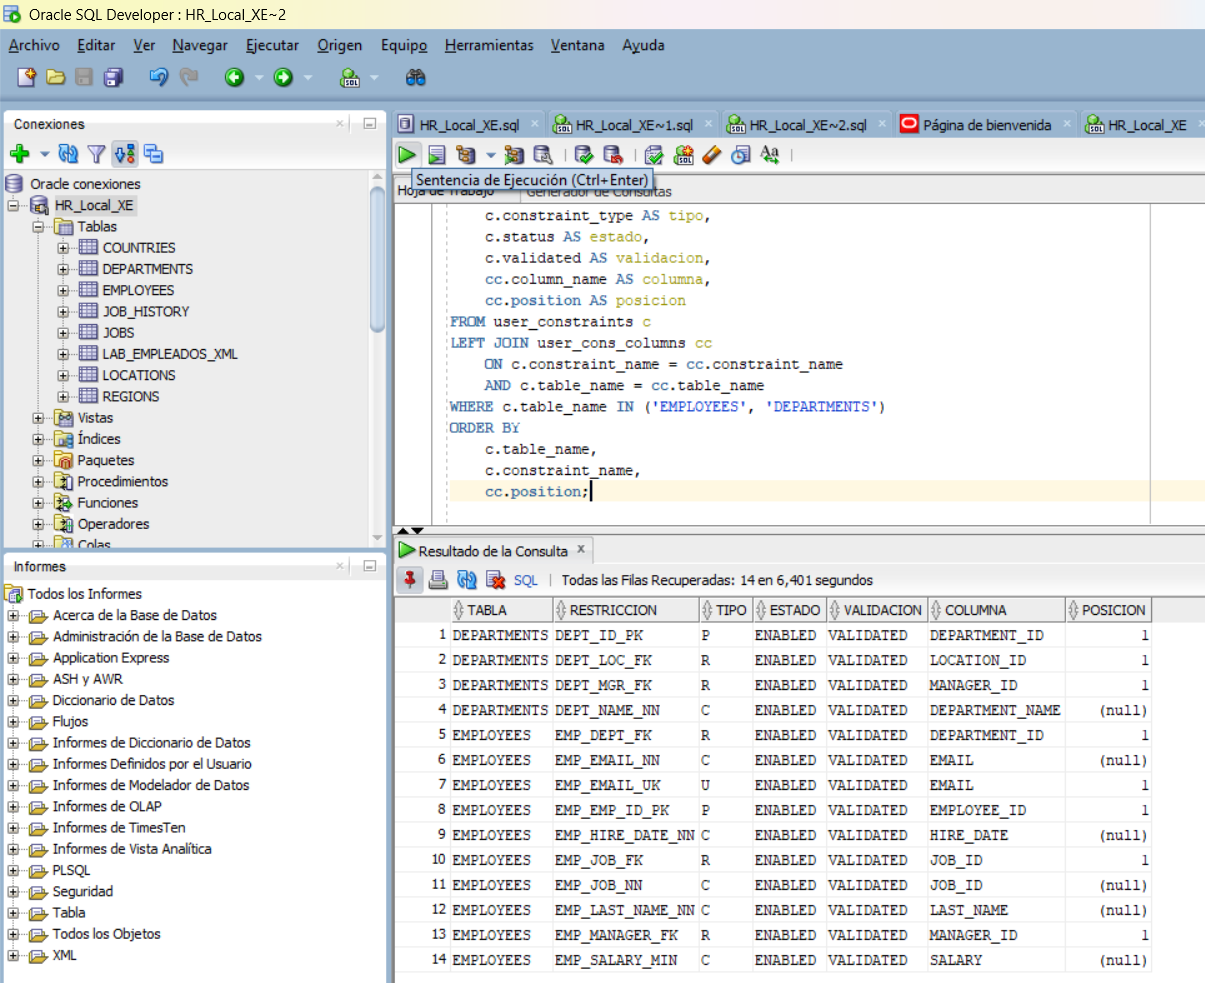 Oracle SQL Developer : HR_Local_XE~2
Archivo Editar Ver Navegar Ejecutar Origen Equipo Herramientas Ventana Ayuda
Conexiones
Oracle conexiones
HR_Local_XE
Tablas
COUNTRIES
DEPARTMENTS
EMPLOYEES
JOB_HISTORY
JOBS
LAB_EMPLEADOS_XML
LOCATIONS
REGIONS
Vistas
Índices
Paquetes
Procedimientos
Funciones
Operadores
Colas
Informes
Todos los Informes
Acerca de la Base de Datos
Administración de la Base de Datos
Application Express
ASH y AWR
Diccionario de Datos
Flujos
Informes de Diccionario de Datos
Informes Definidos por el Usuario
Informes de Modelador de Datos
Informes de OLAP
Informes de TimesTen
Informes de Vista Analítica
PLSQL
Seguridad
Tabla
Todos los Objetos
XML
HR_Local_XE.sql HR_Local_XE~1.sql HR_Local_XE~2.sql Página de bienvenida HR_Local_XE
Sentencia de Ejecución (Ctrl+Enter)
Hoja de Trabajo Generador de Consultas
c.constraint_type AS tipo,
c.status AS estado,
c.validated AS validacion,
cc.column_name AS columna,
cc.position AS posicion
FROM user_constraints c
LEFT JOIN user_cons_columns cc
ON c.constraint_name = cc.constraint_name
AND c.table_name = cc.table_name
WHERE c.table_name IN ('EMPLOYEES', 'DEPARTMENTS')
ORDER BY
c.table_name,
c.constraint_name,
cc.position;
Resultado de la Consulta
SQL | Todas las Filas Recuperadas: 14 en 6,401 segundos
TABLA RESTRICCION TIPO ESTADO VALIDACION COLUMNA POSICION
1 DEPARTMENTS DEPT_ID_PK P ENABLED VALIDATED DEPARTMENT_ID 1
2 DEPARTMENTS DEPT_LOC_FK R ENABLED VALIDATED LOCATION_ID 1
3 DEPARTMENTS DEPT_MGR_FK R ENABLED VALIDATED MANAGER_ID 1
4 DEPARTMENTS DEPT_NAME_NN C ENABLED VALIDATED DEPARTMENT_NAME (null)
5 EMPLOYEES EMP_DEPT_FK R ENABLED VALIDATED DEPARTMENT_ID 1
6 EMPLOYEES EMP_EMAIL_NN C ENABLED VALIDATED EMAIL (null)
7 EMPLOYEES EMP_EMAIL_UK U ENABLED VALIDATED EMAIL 1
8 EMPLOYEES EMP_EMP_ID_PK P ENABLED VALIDATED EMPLOYEE_ID 1
9 EMPLOYEES EMP_HIRE_DATE_NN C ENABLED VALIDATED HIRE_DATE (null)
10 EMPLOYEES EMP_JOB_FK R ENABLED VALIDATED JOB_ID 1
11 EMPLOYEES EMP_JOB_NN C ENABLED VALIDATED JOB_ID (null)
12 EMPLOYEES EMP_LAST_NAME_NN C ENABLED VALIDATED LAST_NAME (null)
13 EMPLOYEES EMP_MANAGER_FK R ENABLED VALIDATED MANAGER_ID 1
14 EMPLOYEES EMP_SALARY_MIN C ENABLED VALIDATED SALARY (null)